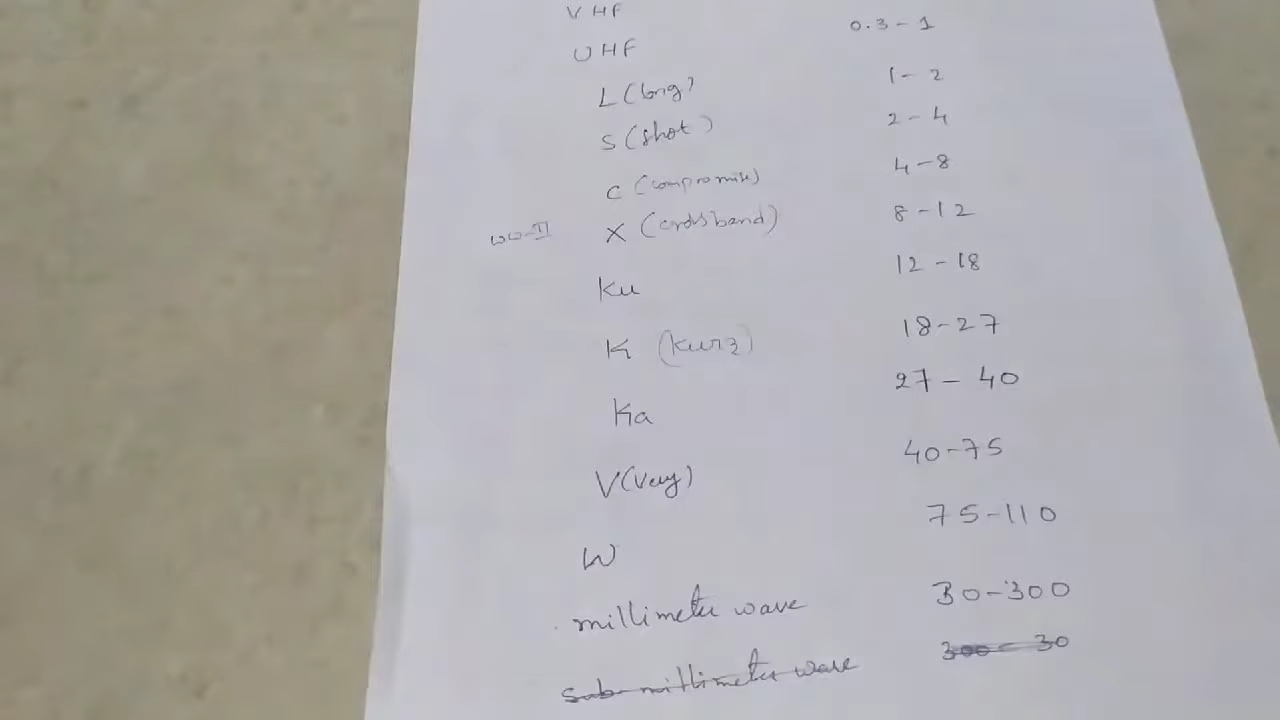 VHF
UHF 0.3-1
L (long) 1-2
S (shot) 2-4
C (compromise) 4-8
WW-II X ( band) 8-12
Ku 12-18
K (kurz) 18-27
Ka 27-40
V (Very) 40-75
W 75-110
millimeter wave 30-300
sub-millimeter wave 300-30